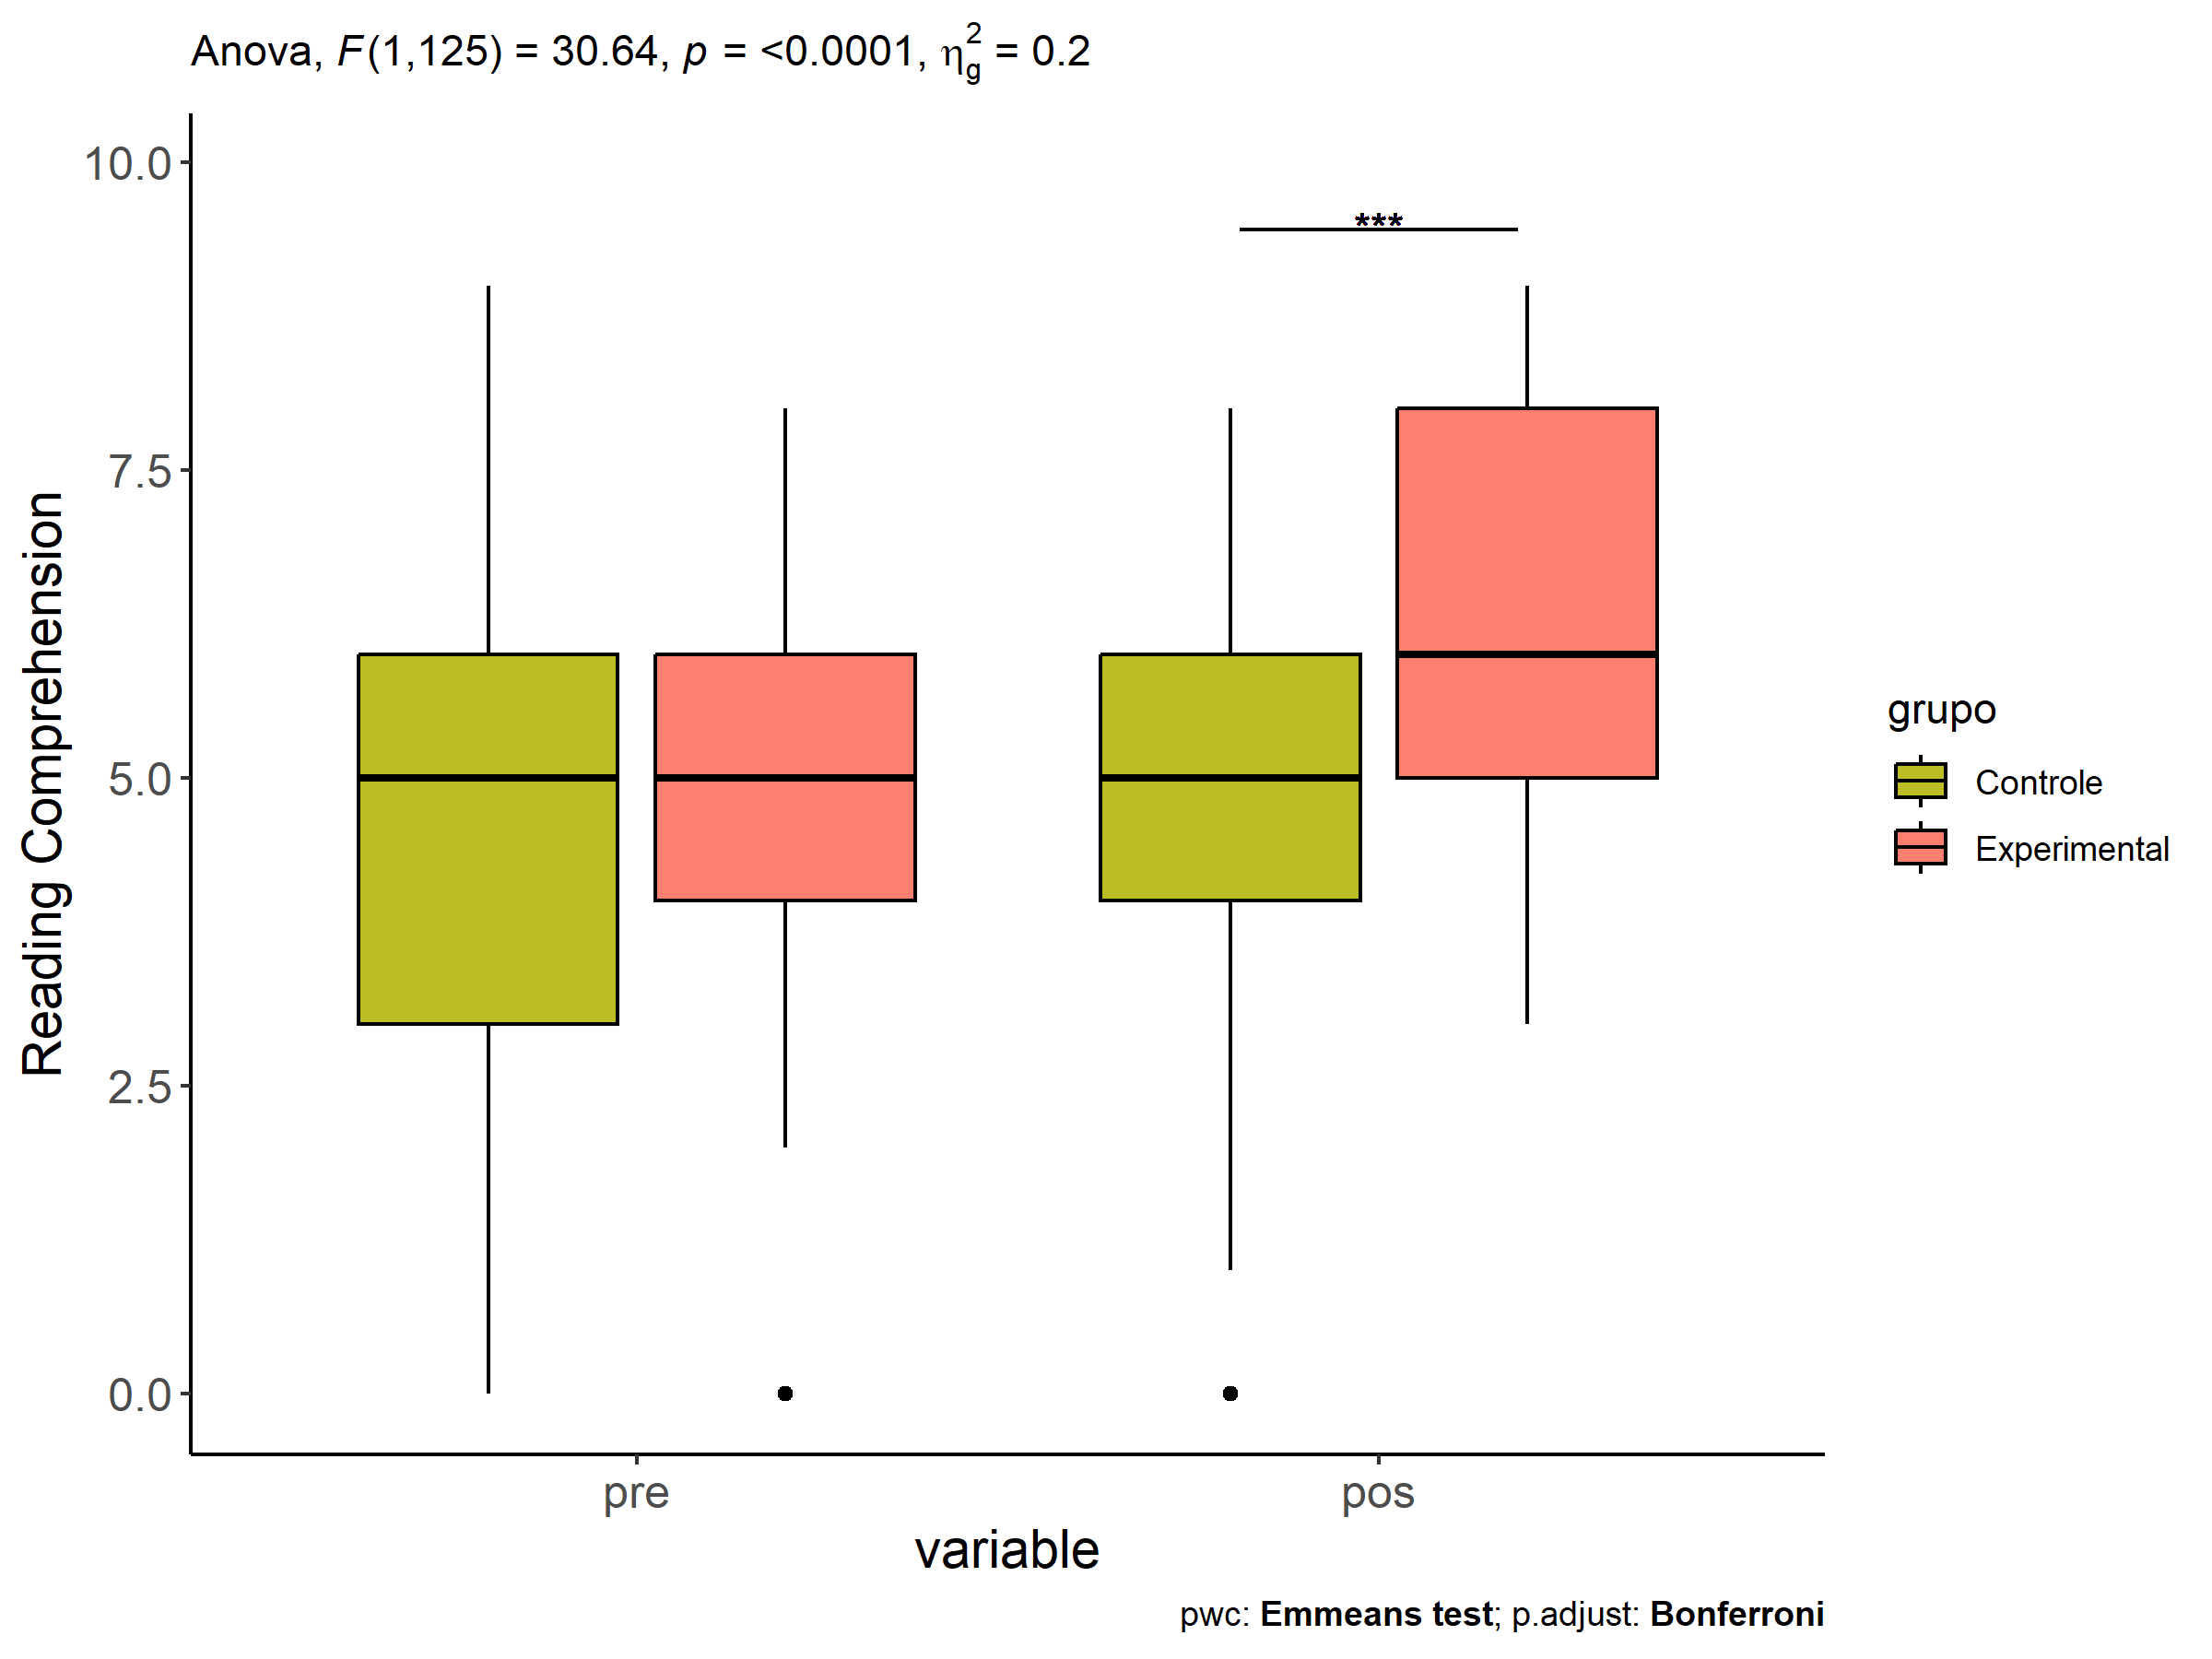 Anova, F(1,125) = 30.64, p = <0.0001, η²g = 0.2
10.0
7.5
5.0
2.5
0.0
Reading Comprehension
***
pre
pos
variable
grupo
Controle
Experimental
pwc: Emmeans test; p.adjust: Bonferroni